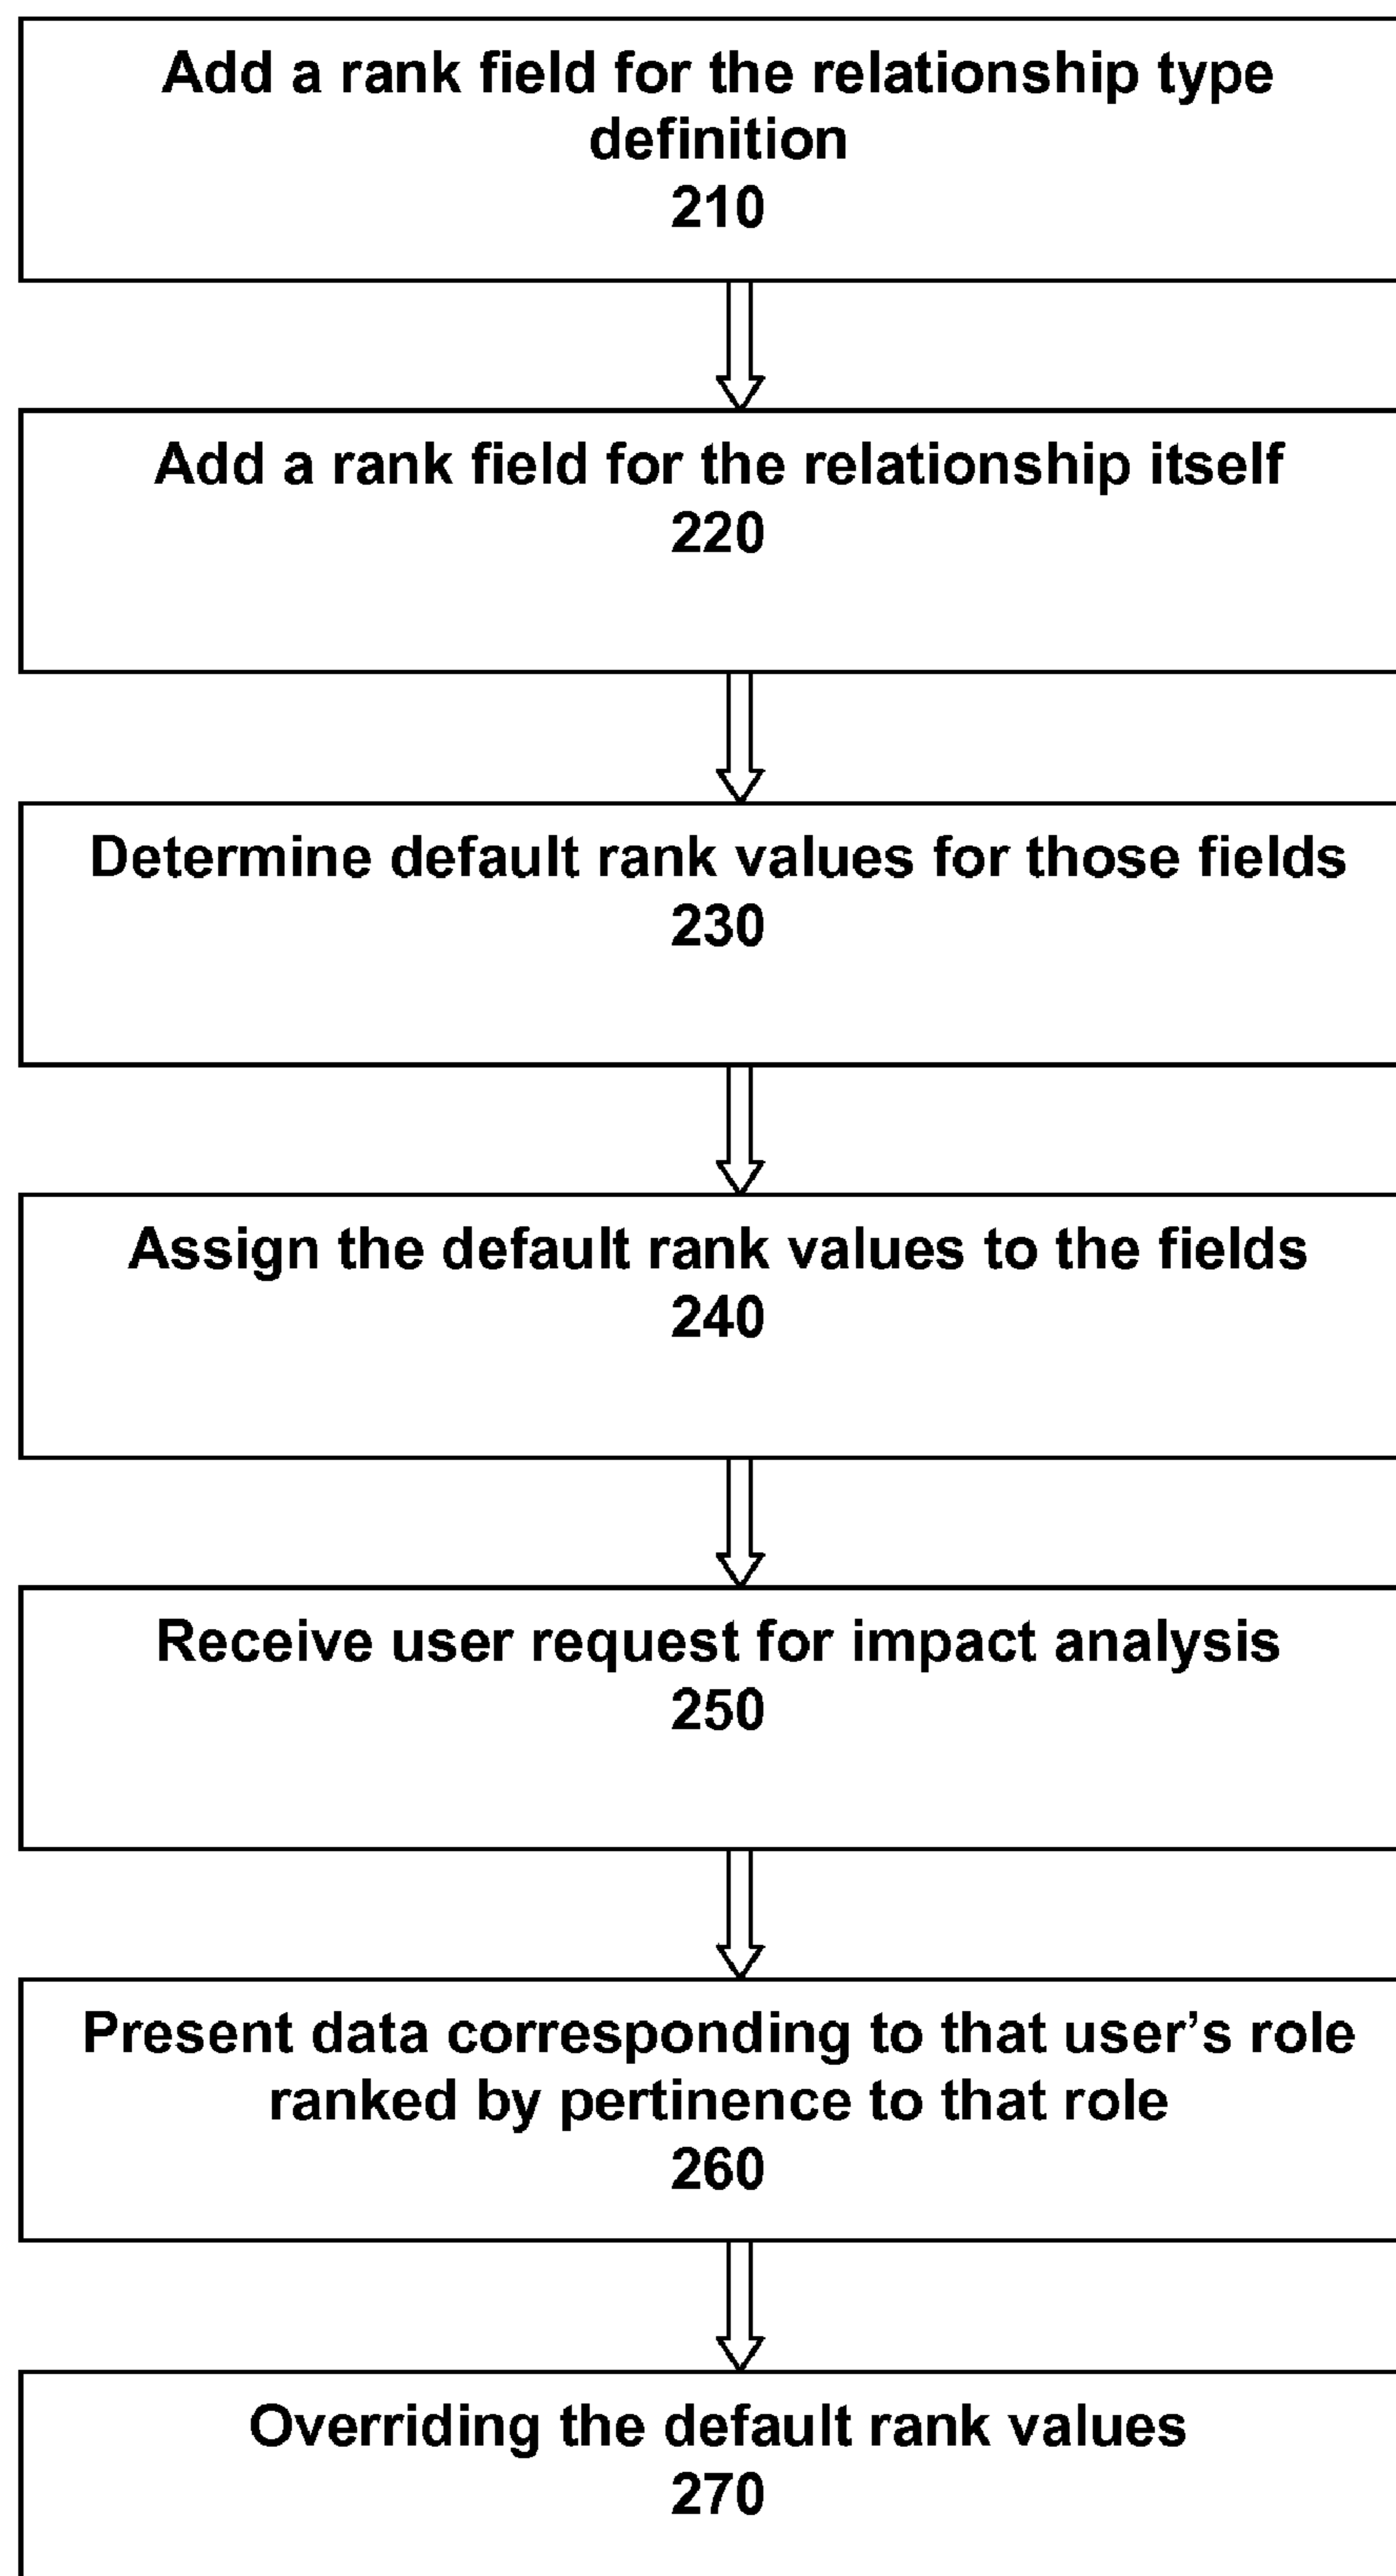 Add a rank field for the relationship type
definition
210
Add a rank field for the relationship itself
220
Determine default rank values for those fields
230
Assign the default rank values to the fields
240
Receive user request for impact analysis
250
Present data corresponding to that user’s role
ranked by pertinence to that role
260
Overriding the default rank values
270